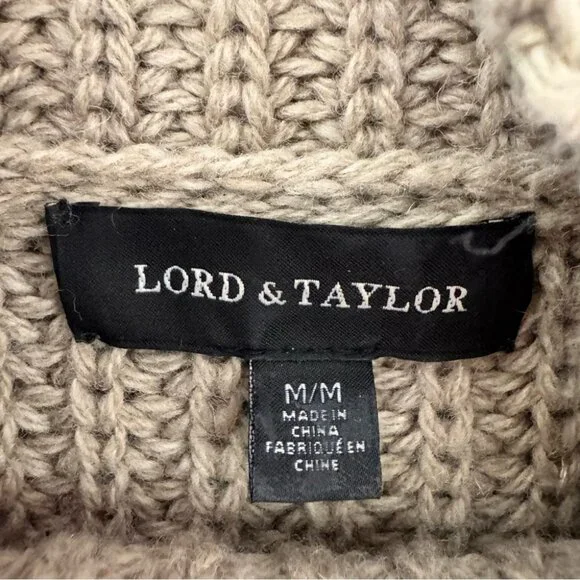 LORD & TAYLOR
M/M
MADE IN
CHINA
FABRIQUÉ EN
CHINE